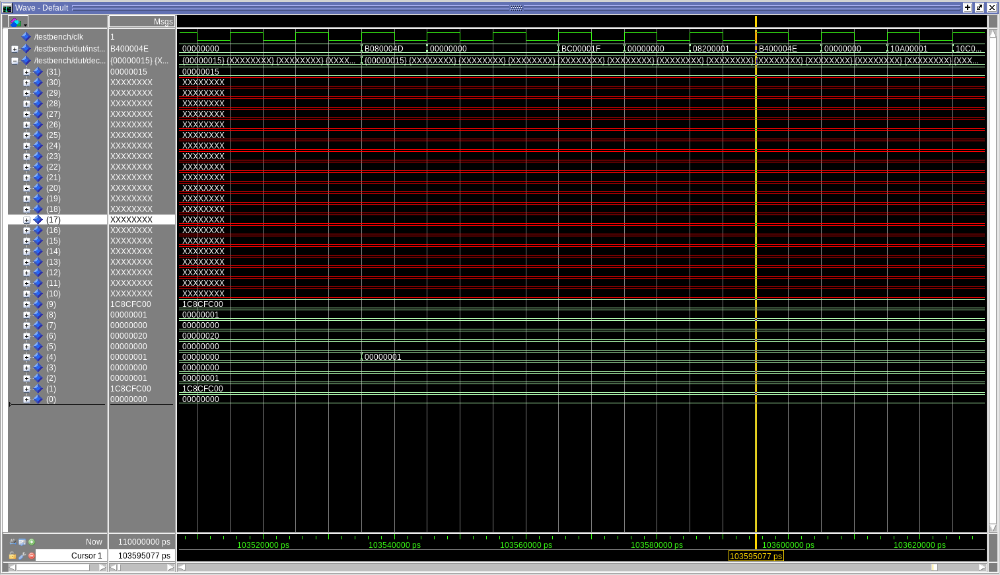 Wave - Default
Msgs
/testbench/clk 1
/testbench/dut/inst... B400004E 00000000 B080004D 00000000 BC00001F 00000000 08200001 B400004E 00000000 10A00001 10C0...
/testbench/dut/dec... {00000015} {X... {00000015} {XXXXXXXX} {XXXXXXXX} {XXXX... {00000015} {XXXXXXXX} {XXXXXXXX} {XXXXXXXX} {XXXXXXXX} {XXXXXXXX} {XXXXXXXX} {XXXXXXXX} {XXXXXXXX} {XXXXXXXX} {XXXXXXXX} {XXXXXXXX} {XXX...
(31) 00000015 00000015
(30) XXXXXXXX XXXXXXXX
(29) XXXXXXXX XXXXXXXX
(28) XXXXXXXX XXXXXXXX
(27) XXXXXXXX XXXXXXXX
(26) XXXXXXXX XXXXXXXX
(25) XXXXXXXX XXXXXXXX
(24) XXXXXXXX XXXXXXXX
(23) XXXXXXXX XXXXXXXX
(22) XXXXXXXX XXXXXXXX
(21) XXXXXXXX XXXXXXXX
(20) XXXXXXXX XXXXXXXX
(19) XXXXXXXX XXXXXXXX
(18) XXXXXXXX XXXXXXXX
(17) XXXXXXXX XXXXXXXX
(16) XXXXXXXX XXXXXXXX
(15) XXXXXXXX XXXXXXXX
(14) XXXXXXXX XXXXXXXX
(13) XXXXXXXX XXXXXXXX
(12) XXXXXXXX XXXXXXXX
(11) XXXXXXXX XXXXXXXX
(10) XXXXXXXX XXXXXXXX
(9) 1C8CFC00 1C8CFC00
(8) 00000001 00000001
(7) 00000000 00000000
(6) 00000020 00000020
(5) 00000000 00000000
(4) 00000001 00000000 00000001
(3) 00000000 00000000
(2) 00000001 00000001
(1) 1C8CFC00 1C8CFC00
(0) 00000000 00000000
Now 110000000 ps 103520000 ps 103540000 ps 103560000 ps 103580000 ps 103600000 ps 103620000 ps
Cursor 1 103595077 ps 103595077 ps